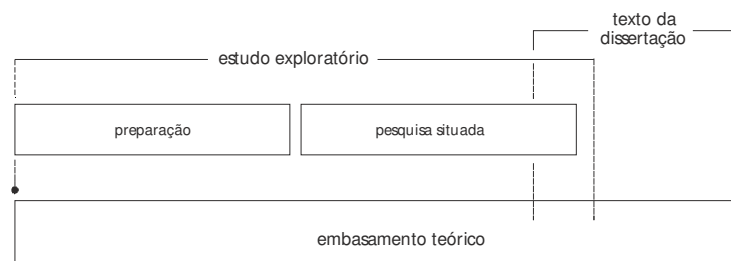 texto da
dissertação
estudo exploratório
preparação
pesquisa situada
embasamento teórico